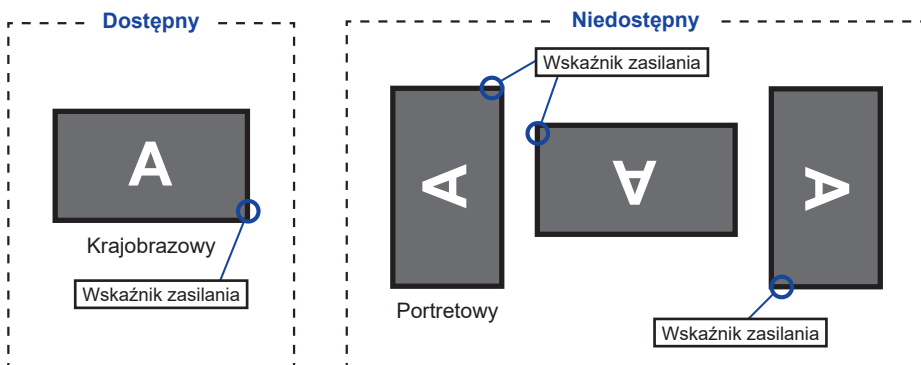 Dostępny
A
Krajobrazowy
Wskaźnik zasilania
Niedostępny
Wskaźnik zasilania
A
A
A
Portretowy
Wskaźnik zasilania